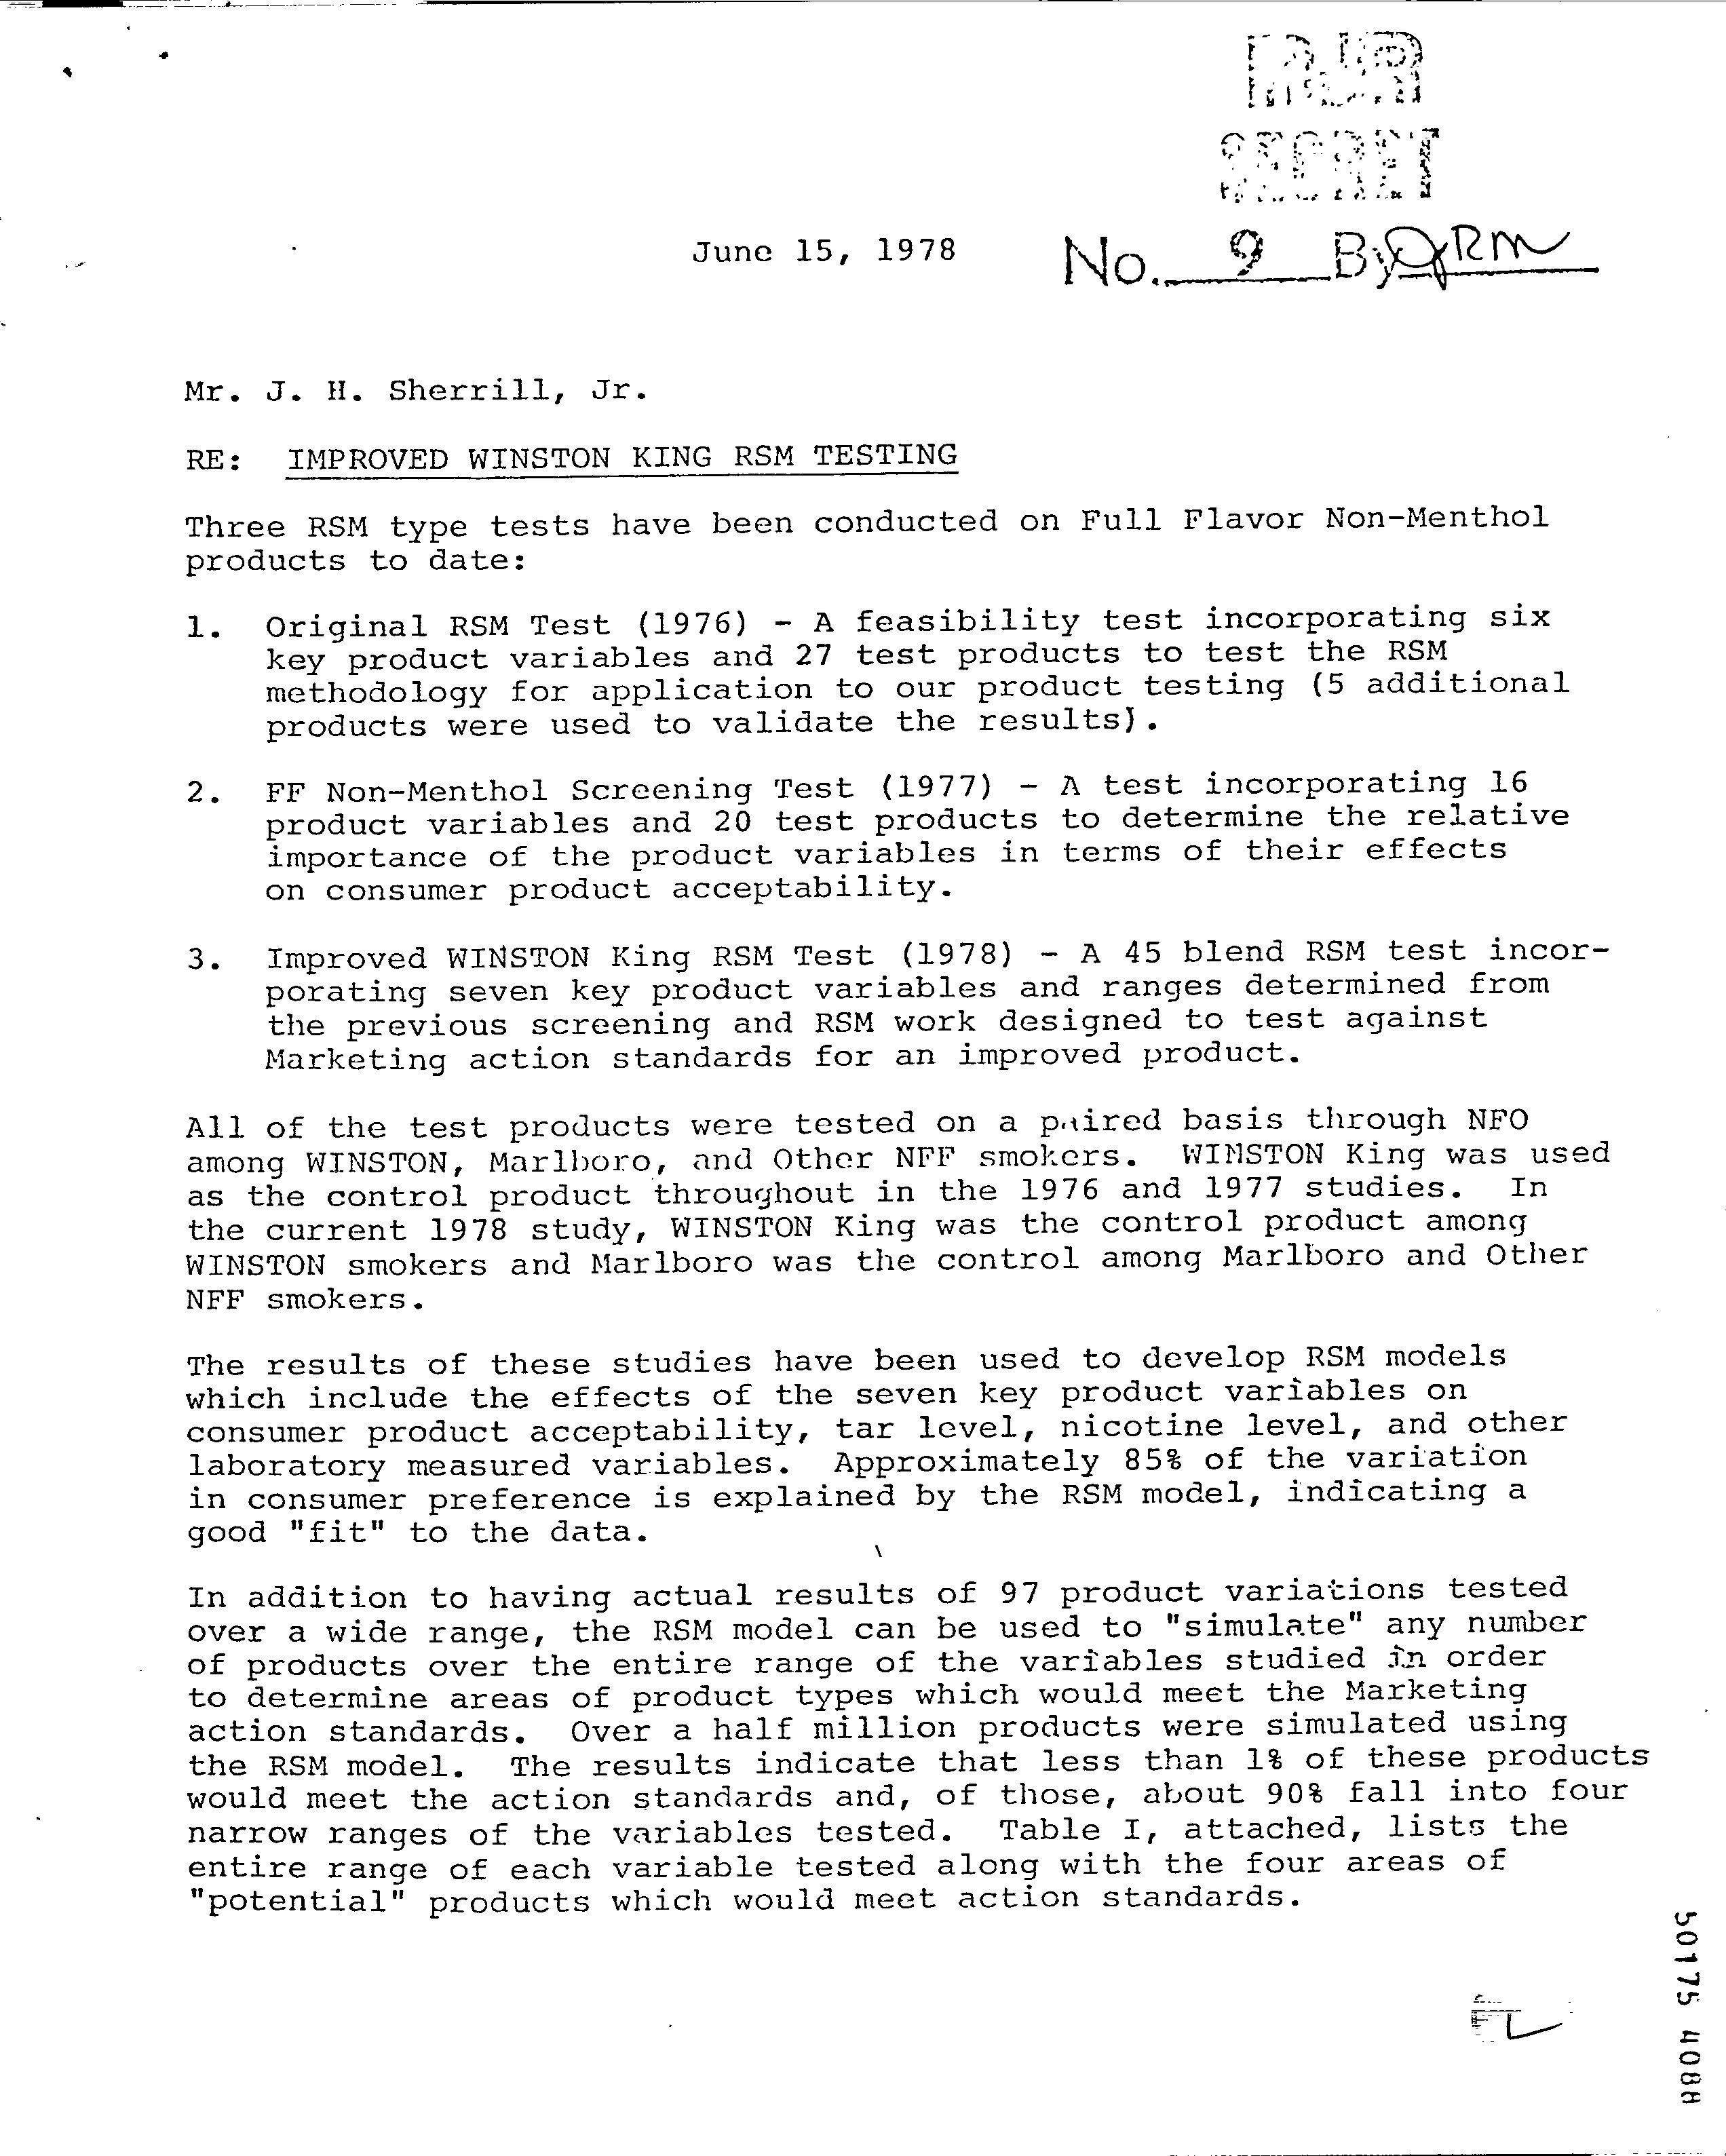 RJR
SECRET
No. 9 By JRM
June 15, 1978
Mr. J. H. Sherrill, Jr.
RE: IMPROVED WINSTON KING RSM TESTING
Three RSM type tests have been conducted on Full Flavor Non-Menthol
products to date:
1. Original RSM Test (1976) - A feasibility test incorporating six
key product variables and 27 test products to test the RSM
methodology for application to our product testing (5 additional
products were used to validate the results).
2. FF Non-Menthol Screening Test (1977) - A test incorporating 16
product variables and 20 test products to determine the relative
importance of the product variables in terms of their effects
on consumer product acceptability.
3. Improved WINSTON King RSM Test (1978) - A 45 blend RSM test incor-
porating seven key product variables and ranges determined from
the previous screening and RSM work designed to test against
Marketing action standards for an improved product.
All of the test products were tested on a paired basis through NFO
among WINSTON, Marlboro, and Other NFF smokers. WINSTON King was used
as the control product throughout in the 1976 and 1977 studies. In
the current 1978 study, WINSTON King was the control product among
WINSTON smokers and Marlboro was the control among Marlboro and Other
NFF smokers.
The results of these studies have been used to develop RSM models
which include the effects of the seven key product variables on
consumer product acceptability, tar level, nicotine level, and other
laboratory measured variables. Approximately 85% of the variation
in consumer preference is explained by the RSM model, indicating a
good "fit" to the data.
In addition to having actual results of 97 product variations tested
over a wide range, the RSM model can be used to "simulate" any number
of products over the entire range of the variables studied in order
to determine areas of product types which would meet the Marketing
action standards. Over a half million products were simulated using
the RSM model. The results indicate that less than 1% of these products
would meet the action standards and, of those, about 90% fall into four
narrow ranges of the variables tested. Table I, attached, lists the
entire range of each variable tested along with the four areas of
"potential" products which would meet action standards.
50175 4088